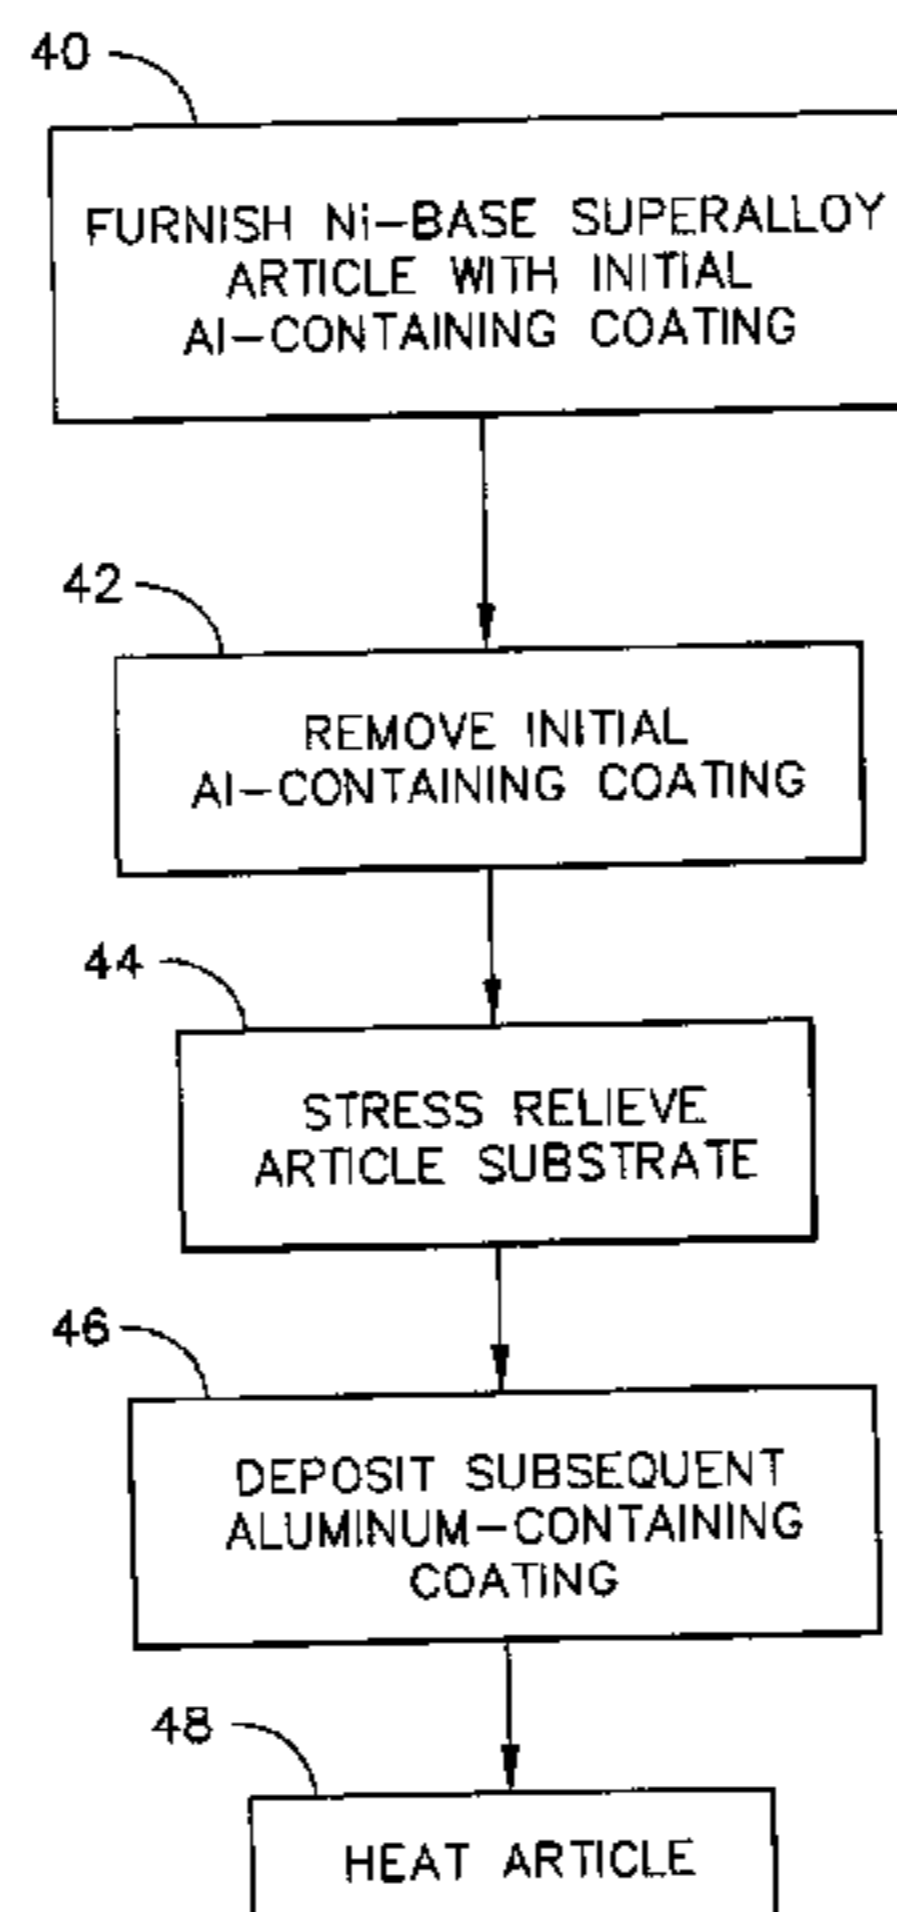 40
FURNISH Ni-BASE SUPERALLOY
ARTICLE WITH INITIAL
Al-CONTAINING COATING
42
REMOVE INITIAL
Al-CONTAINING COATING
44
STRESS RELIEVE
ARTICLE SUBSTRATE
46
DEPOSIT SUBSEQUENT
ALUMINUM-CONTAINING
COATING
48
HEAT ARTICLE